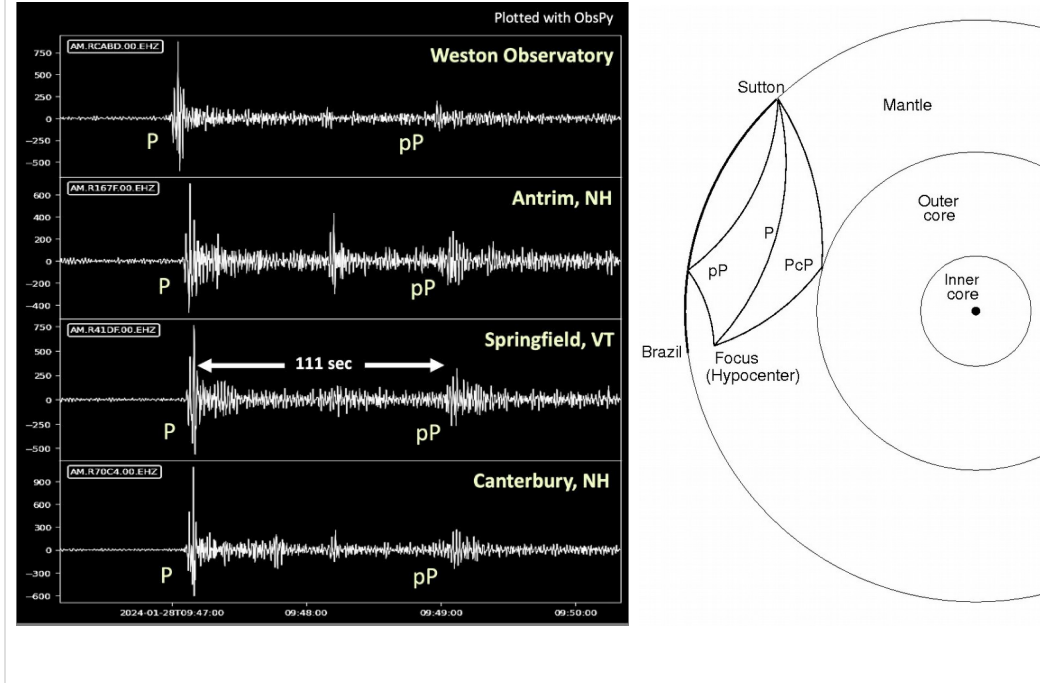 Plotted with ObsPy
AM.RCABD.00.EHZ
Weston Observatory
750
500
250
0
−250
−500
P
pP
AM.R167F.00.EHZ
Antrim, NH
600
400
200
0
−200
−400
P
pP
AM.R41DF.00.EHZ
Springfield, VT
750
500
250
0
−250
−500
111 sec
P
pP
AM.R70C4.00.EHZ
Canterbury, NH
900
600
300
0
−300
−600
P
pP
2024-01-28T09:47:00
09:48:00
09:49:00
09:50:00
Sutton
Mantle
Outer
core
P
pP
PcP
Inner
core
Brazil
Focus
(Hypocenter)